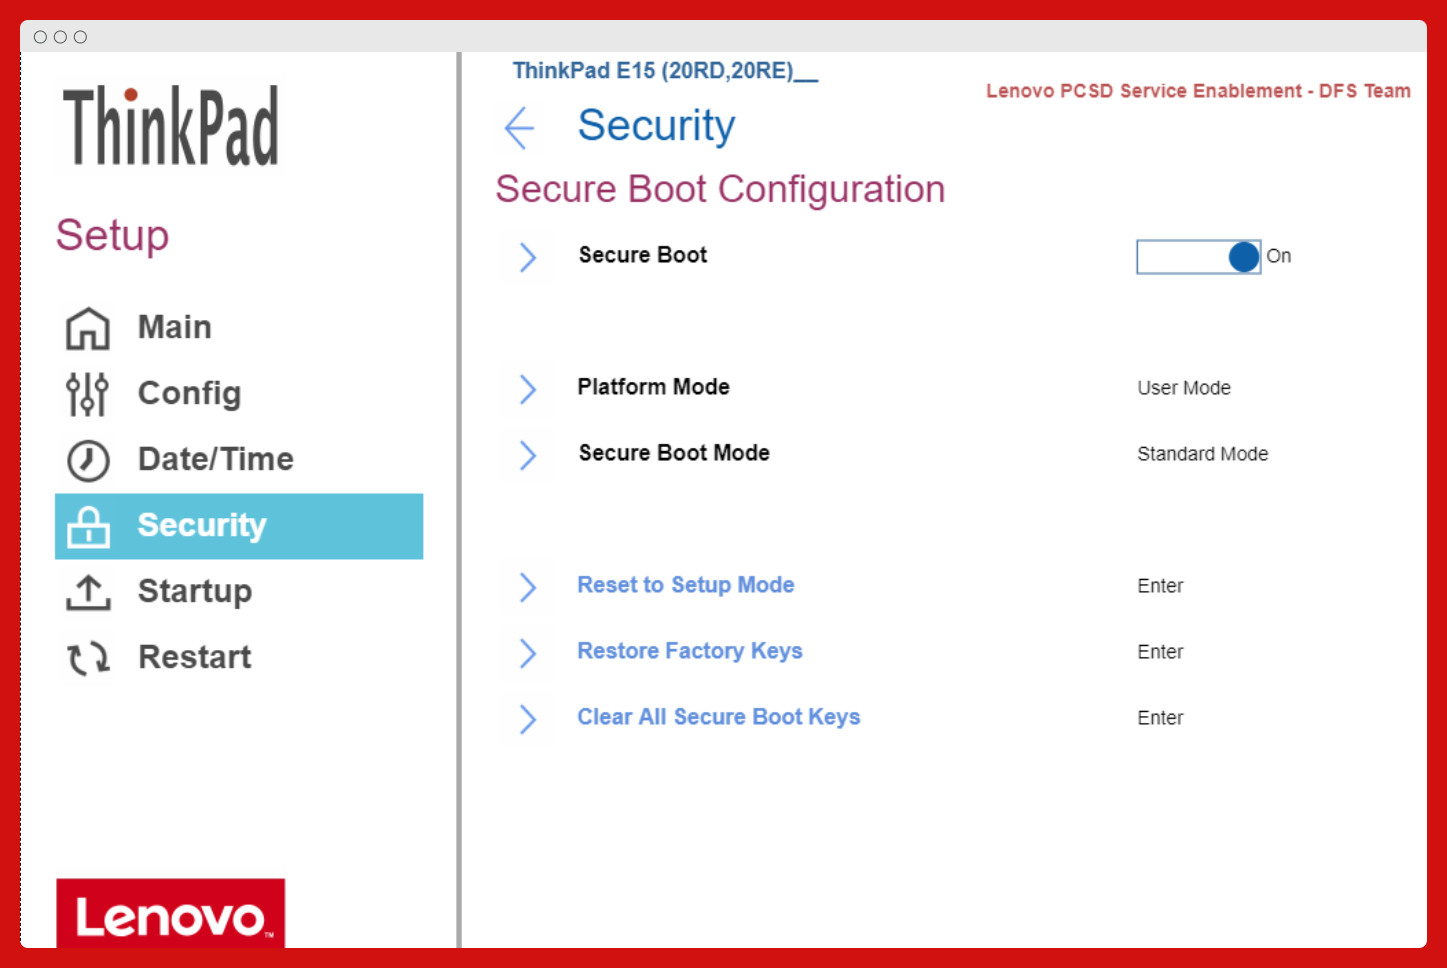 ThinkPad
Setup
Main
Config
Date/Time
Security
Startup
Restart
Lenovo™
ThinkPad E15 (20RD,20RE)__
Lenovo PCSD Service Enablement - DFS Team
Security
Secure Boot Configuration
Secure Boot On
Platform Mode User Mode
Secure Boot Mode Standard Mode
Reset to Setup Mode Enter
Restore Factory Keys Enter
Clear All Secure Boot Keys Enter